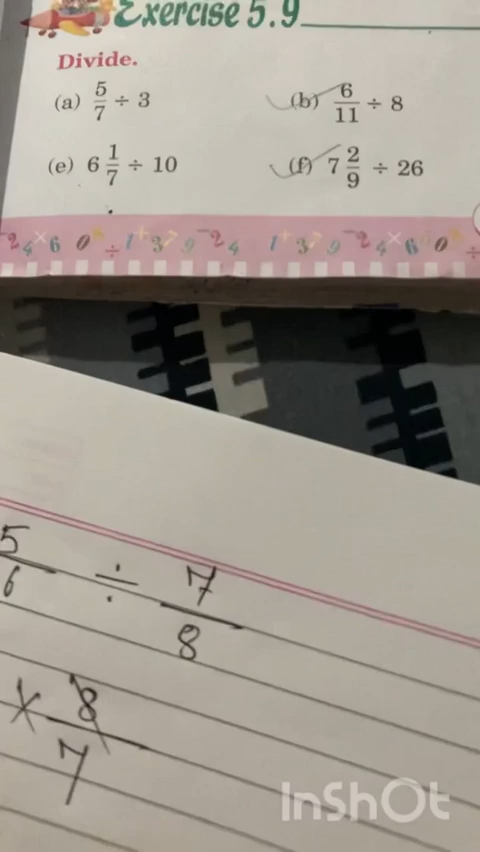 Exercise 5.9
Divide.
(a) 5/7 ÷ 3 (b) 6/11 ÷ 8
(e) 6 1/7 ÷ 10 (f) 7 2/9 ÷ 26
5/6 ÷ 7/8
× 8/7
InShOt